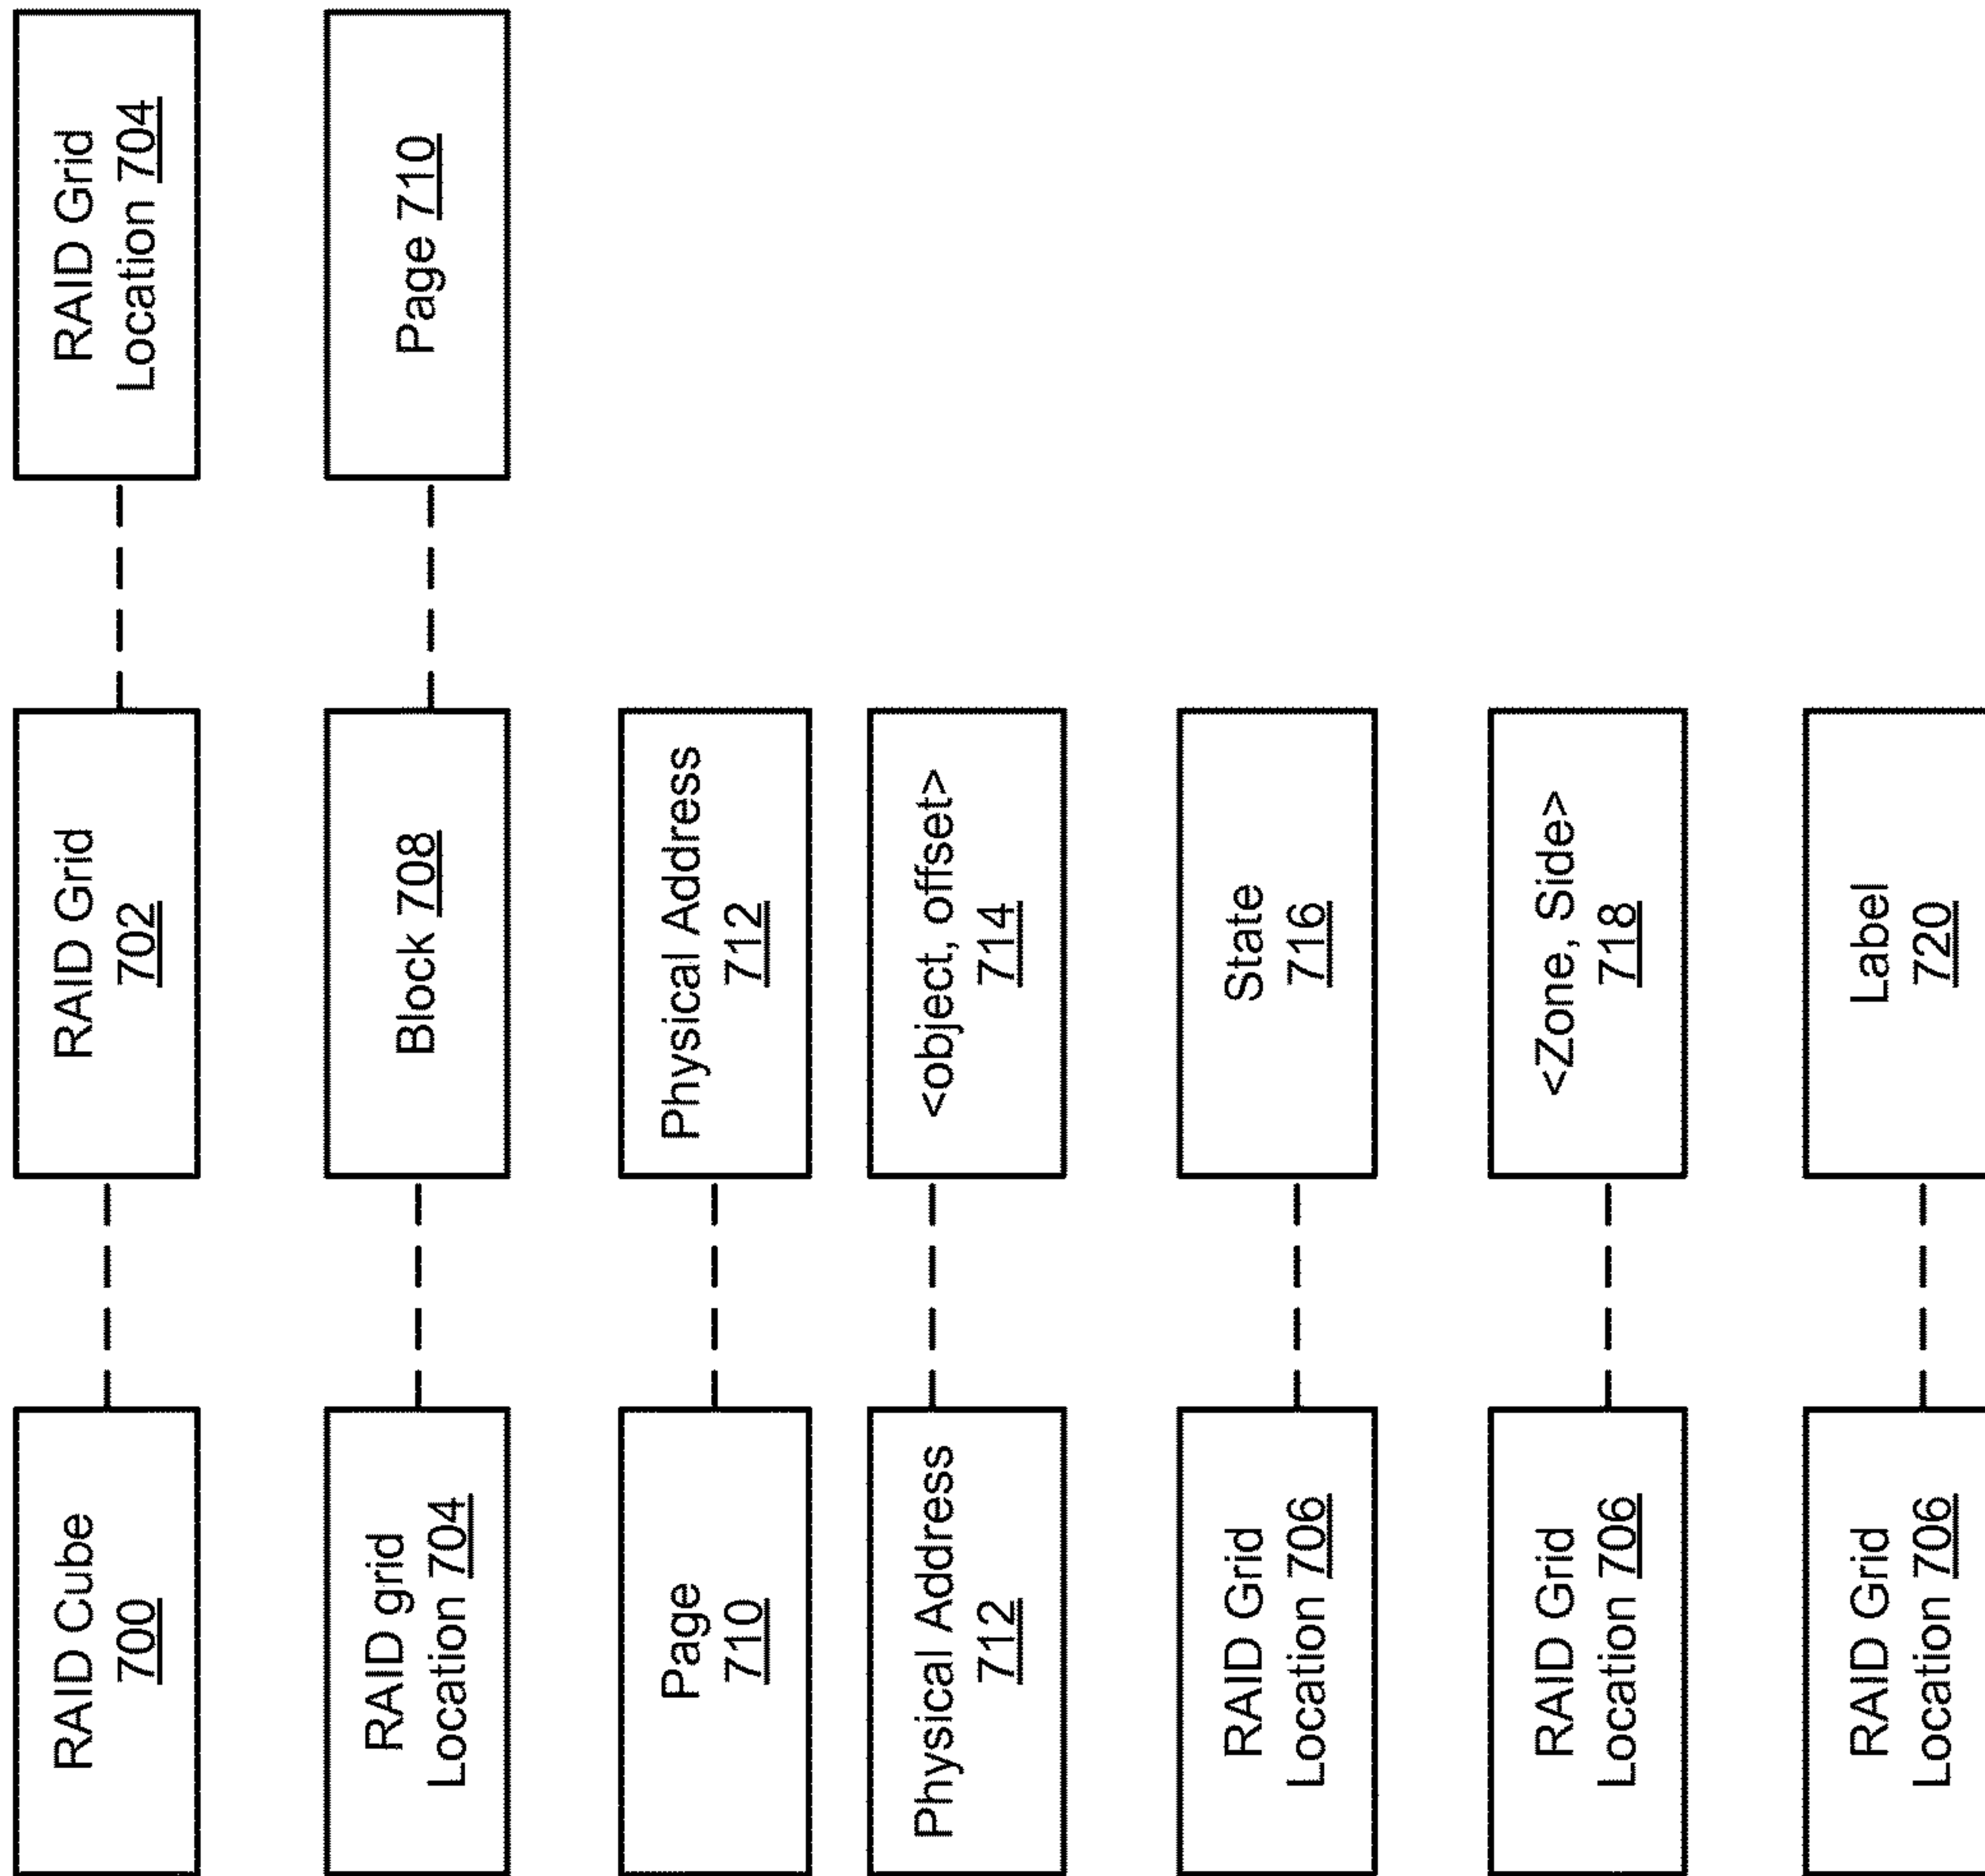 RAID Cube
700
RAID Grid
702
RAID Grid
Location 704
RAID grid
Location 704
Block 708
Page 710
Page
710
Physical Address
712
Physical Address
712
<object, offset>
714
RAID Grid
Location 706
State
716
RAID Grid
Location 706
<Zone, Side>
718
RAID Grid
Location 706
Label
720